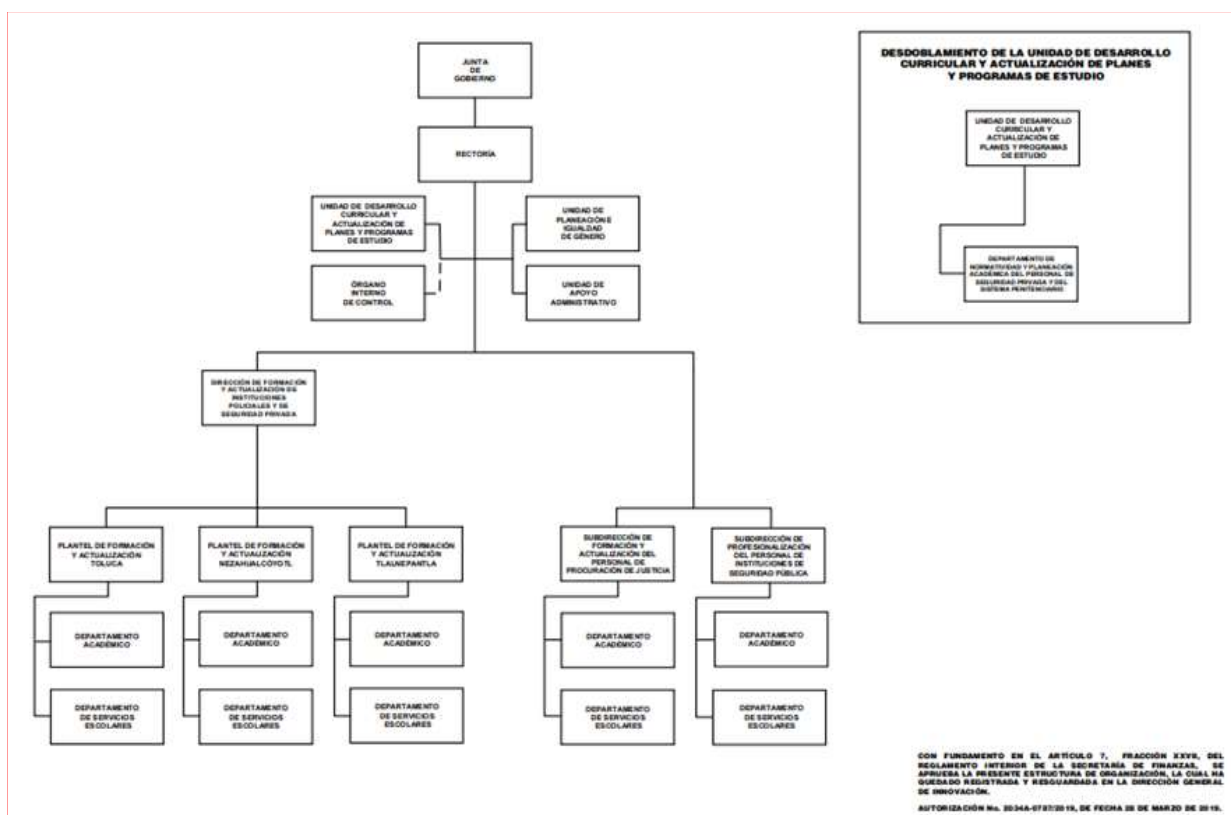 JUNTA
DE
GOBIERNO
RECTORÍA
UNIDAD DE DESARROLLO
CURRICULAR Y
ACTUALIZACIÓN DE
PLANES Y PROGRAMAS
DE ESTUDIO
UNIDAD DE
PLANEACIÓN E
IGUALDAD
DE GÉNERO
ÓRGANO
INTERNO
DE CONTROL
UNIDAD DE
APOYO
ADMINISTRATIVO
DIRECCIÓN DE FORMACIÓN
Y ACTUALIZACIÓN DE
INSTITUCIONES
POLICIALES Y DE
SEGURIDAD PRIVADA
PLANTEL DE FORMACIÓN
Y ACTUALIZACIÓN
TOLUCA
PLANTEL DE FORMACIÓN
Y ACTUALIZACIÓN
NEZAHUALCÓYOTL
PLANTEL DE FORMACIÓN
Y ACTUALIZACIÓN
TLALNEPANTLA
SUBDIRECCIÓN DE
FORMACIÓN Y
ACTUALIZACIÓN DEL
PERSONAL DE
PROCURACIÓN DE JUSTICIA
SUBDIRECCIÓN DE
PROFESIONALIZACIÓN
DEL PERSONAL DE
INSTITUCIONES DE
SEGURIDAD PÚBLICA
DEPARTAMENTO
ACADÉMICO
DEPARTAMENTO
ACADÉMICO
DEPARTAMENTO
ACADÉMICO
DEPARTAMENTO
ACADÉMICO
DEPARTAMENTO
ACADÉMICO
DEPARTAMENTO
DE SERVICIOS
ESCOLARES
DEPARTAMENTO
DE SERVICIOS
ESCOLARES
DEPARTAMENTO
DE SERVICIOS
ESCOLARES
DEPARTAMENTO
DE SERVICIOS
ESCOLARES
DEPARTAMENTO
DE SERVICIOS
ESCOLARES
DESDOBLAMIENTO DE LA UNIDAD DE DESARROLLO
CURRICULAR Y ACTUALIZACIÓN DE PLANES
Y PROGRAMAS DE ESTUDIO
UNIDAD DE DESARROLLO
CURRICULAR Y
ACTUALIZACIÓN DE
PLANES Y PROGRAMAS
DE ESTUDIO
DEPARTAMENTO DE
NORMATIVIDAD Y PLANEACIÓN
ACADÉMICA DEL PERSONAL DE
SEGURIDAD PRIVADA Y DEL
SISTEMA PENITENCIARIO
CON FUNDAMENTO EN EL ARTÍCULO 7, FRACCIÓN XXVII, DEL
REGLAMENTO INTERIOR DE LA SECRETARÍA DE FINANZAS, SE
APRUEBA LA PRESENTE ESTRUCTURA DE ORGANIZACIÓN, LA CUAL HA
QUEDADO REGISTRADA Y RESGUARDADA EN LA DIRECCIÓN GENERAL
DE INNOVACIÓN.
AUTORIZACIÓN No. 2034A-0787/2019, DE FECHA 28 DE MARZO DE 2019.